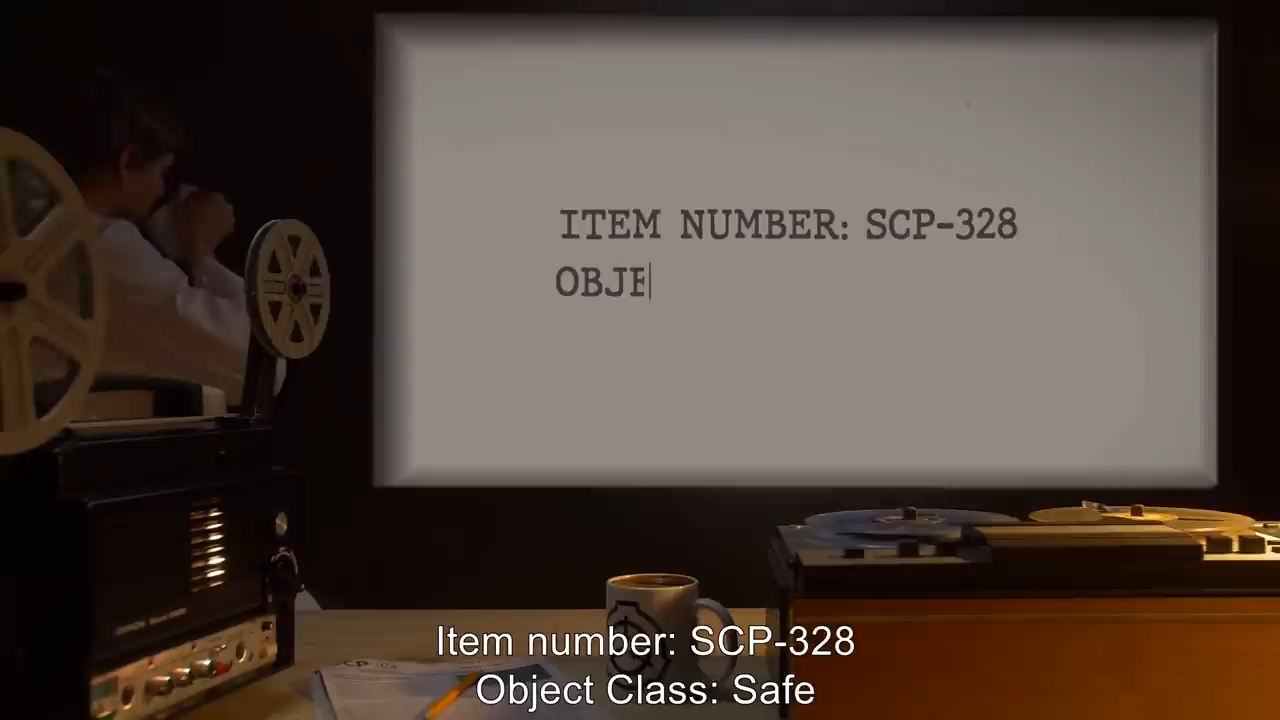 ITEM NUMBER: SCP-328
OBJE
Item number: SCP-328
Object Class: Safe